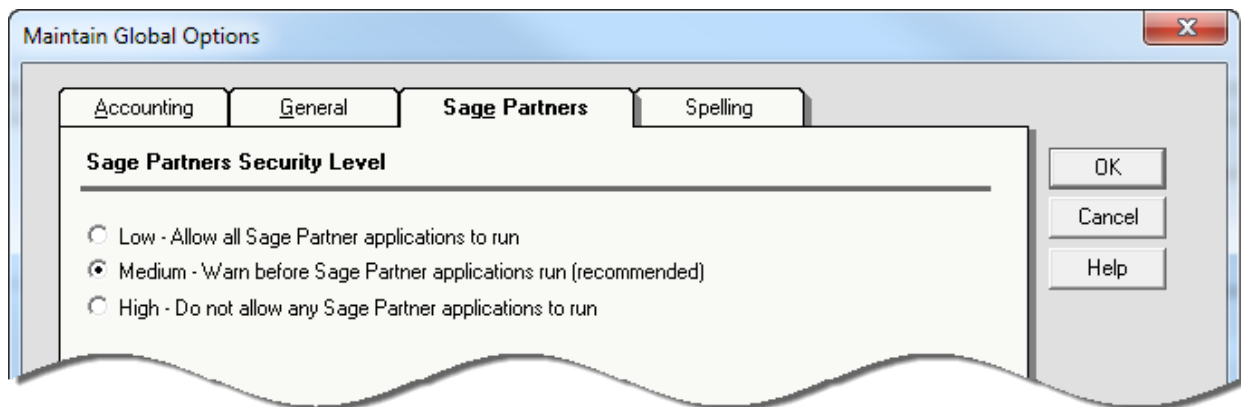 Maintain Global Options
X
Accounting General Sage Partners Spelling
Sage Partners Security Level
OK
Low - Allow all Sage Partner applications to run
Cancel
Medium - Warn before Sage Partner applications run (recommended)
Help
High - Do not allow any Sage Partner applications to run